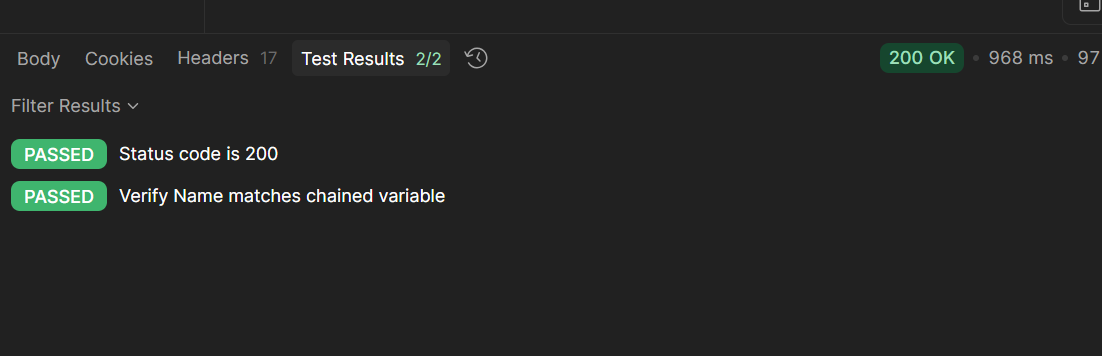 Body Cookies Headers 17 Test Results 2/2 200 OK • 968 ms • 97
Filter Results
PASSED Status code is 200
PASSED Verify Name matches chained variable